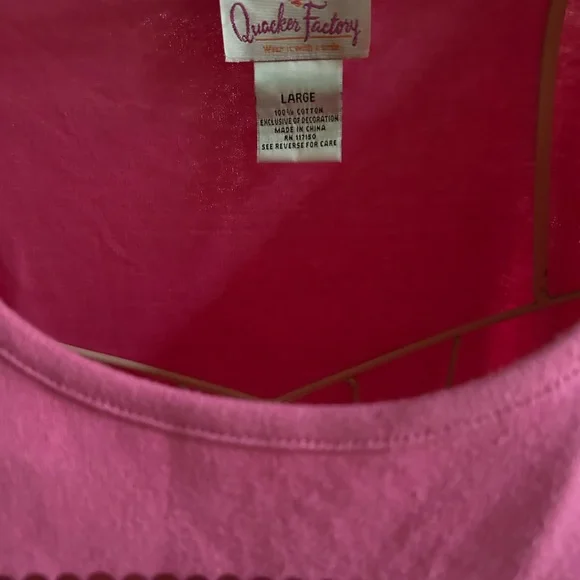 Quacker Factory
Wear it with a smile
LARGE
100% COTTON
EXCLUSIVE OF DECORATION
MADE IN CHINA
RN 117150
SEE REVERSE FOR CARE